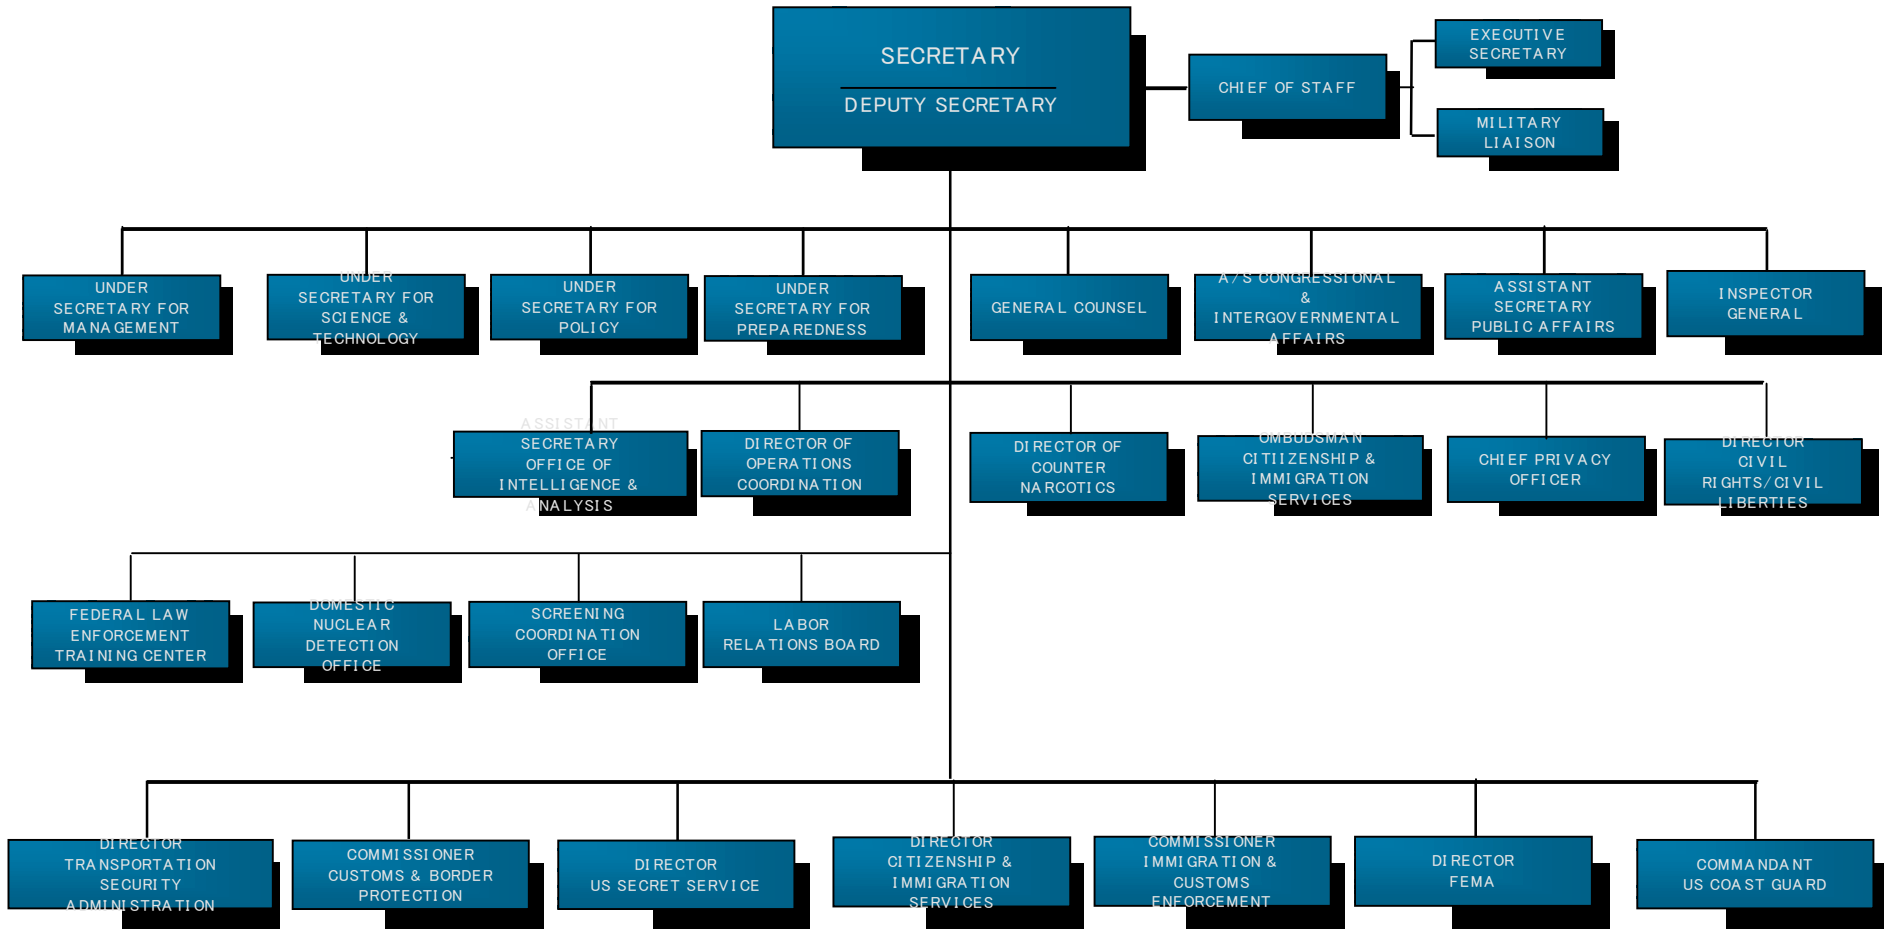 SECRETARY
DEPUTY SECRETARY
CHIEF OF STAFF
EXECUTIVE
SECRETARY
MILITARY
LIAISON
UNDER
SECRETARY FOR
MANAGEMENT
UNDER
SECRETARY FOR
SCIENCE &
TECHNOLOGY
UNDER
SECRETARY FOR
POLICY
UNDER
SECRETARY FOR
PREPAREDNESS
GENERAL COUNSEL
A/S CONGRESSIONAL
&
INTERGOVERNMENTAL
AFFAIRS
ASSISTANT
SECRETARY
PUBLIC AFFAIRS
INSPECTOR
GENERAL
ASSISTANT
SECRETARY
OFFICE OF
INTELLIGENCE &
ANALYSIS
DIRECTOR OF
OPERATIONS
COORDINATION
DIRECTOR OF
COUNTER
NARCOTICS
OMBUDSMAN
CITIIZENSHIP &
IMMIGRATION
SERVICES
CHIEF PRIVACY
OFFICER
DIRECTOR
CIVIL
RIGHTS/CIVIL
LIBERTIES
FEDERAL LAW
ENFORCEMENT
TRAINING CENTER
DOMESTIC
NUCLEAR
DETECTION
OFFICE
SCREENING
COORDINATION
OFFICE
LABOR
RELATIONS BOARD
DIRECTOR
TRANSPORTATION
SECURITY
ADMINISTRATION
COMMISSIONER
CUSTOMS & BORDER
PROTECTION
DIRECTOR
US SECRET SERVICE
DIRECTOR
CITIZENSHIP &
IMMIGRATION
SERVICES
COMMISSIONER
IMMIGRATION &
CUSTOMS
ENFORCEMENT
DIRECTOR
FEMA
COMMANDANT
US COAST GUARD